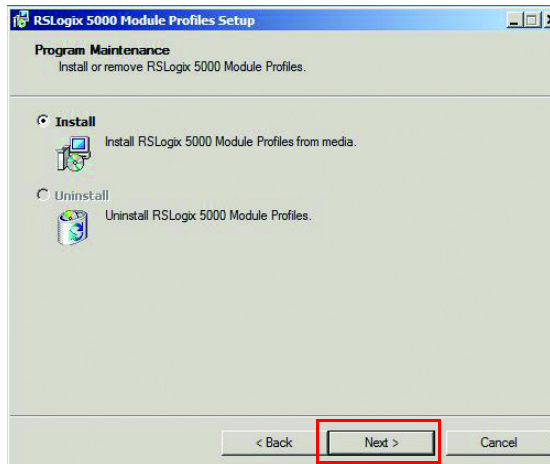 RSLogix 5000 Module Profiles Setup
Program Maintenance
Install or remove RSLogix 5000 Module Profiles.
Install
Install RSLogix 5000 Module Profiles from media.
Uninstall
Uninstall RSLogix 5000 Module Profiles.
< Back Next > Cancel